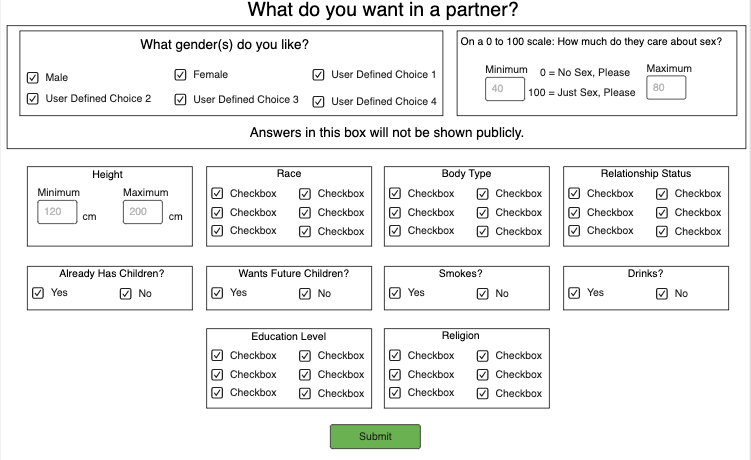 What do you want in a partner?
What gender(s) do you like?
Male
Female
User Defined Choice 1
User Defined Choice 2
User Defined Choice 3
User Defined Choice 4
On a 0 to 100 scale: How much do they care about sex?
Minimum
40
0 = No Sex, Please
100 = Just Sex, Please
Maximum
80
Answers in this box will not be shown publicly.
Height
Minimum
120 cm
Maximum
200 cm
Race
Checkbox Checkbox
Checkbox Checkbox
Checkbox Checkbox
Body Type
Checkbox Checkbox
Checkbox Checkbox
Checkbox Checkbox
Relationship Status
Checkbox Checkbox
Checkbox Checkbox
Checkbox Checkbox
Already Has Children?
Yes No
Wants Future Children?
Yes No
Smokes?
Yes No
Drinks?
Yes No
Education Level
Checkbox Checkbox
Checkbox Checkbox
Checkbox Checkbox
Religion
Checkbox Checkbox
Checkbox Checkbox
Checkbox Checkbox
Submit